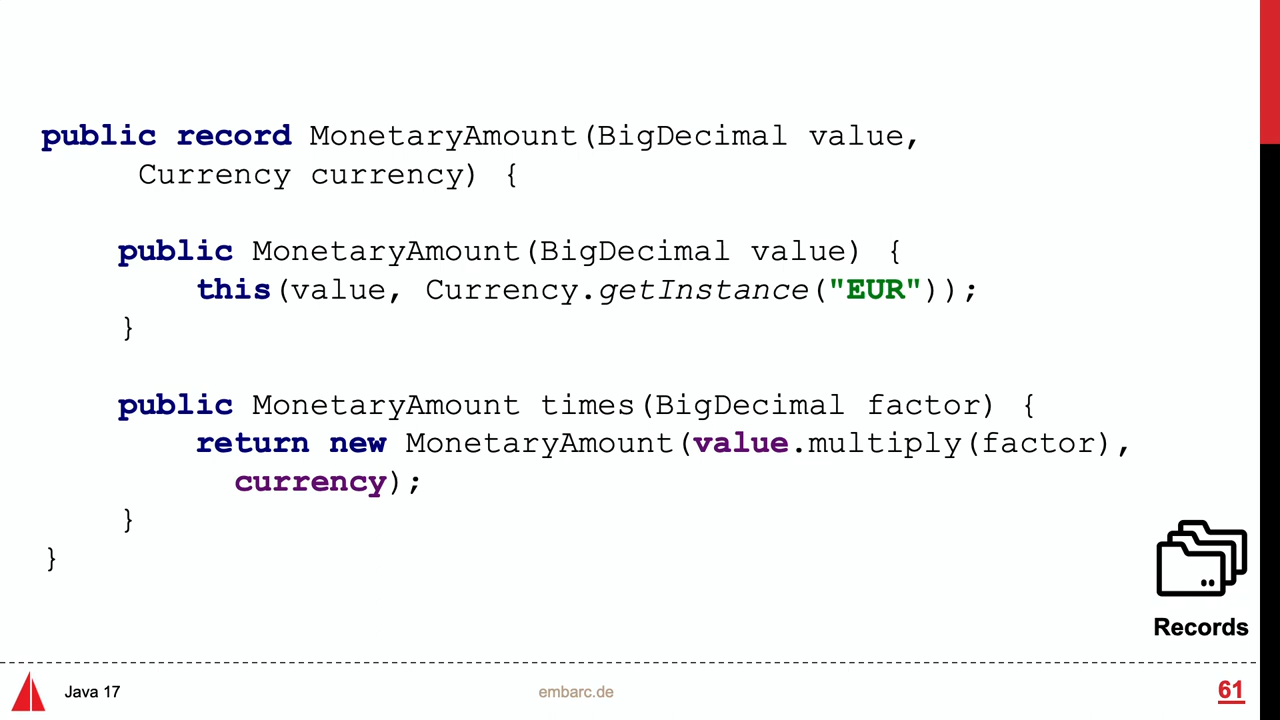 public record MonetaryAmount(BigDecimal value,
Currency currency) {
public MonetaryAmount(BigDecimal value) {
this(value, Currency.getInstance("EUR"));
}
public MonetaryAmount times(BigDecimal factor) {
return new MonetaryAmount(value.multiply(factor),
currency);
}
}
Records
Java 17
embarc.de
61